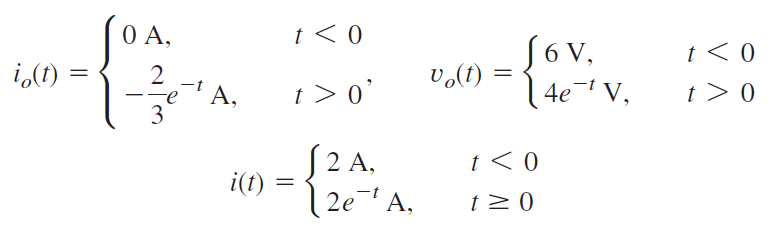 i_o(t) = { 0 A, t < 0; −2/3 e^{−t} A, t > 0 , v_o(t) = { 6 V, t < 0; 4e^{−t} V, t > 0
i(t) = { 2 A, t < 0; 2e^{−t} A, t ≥ 0